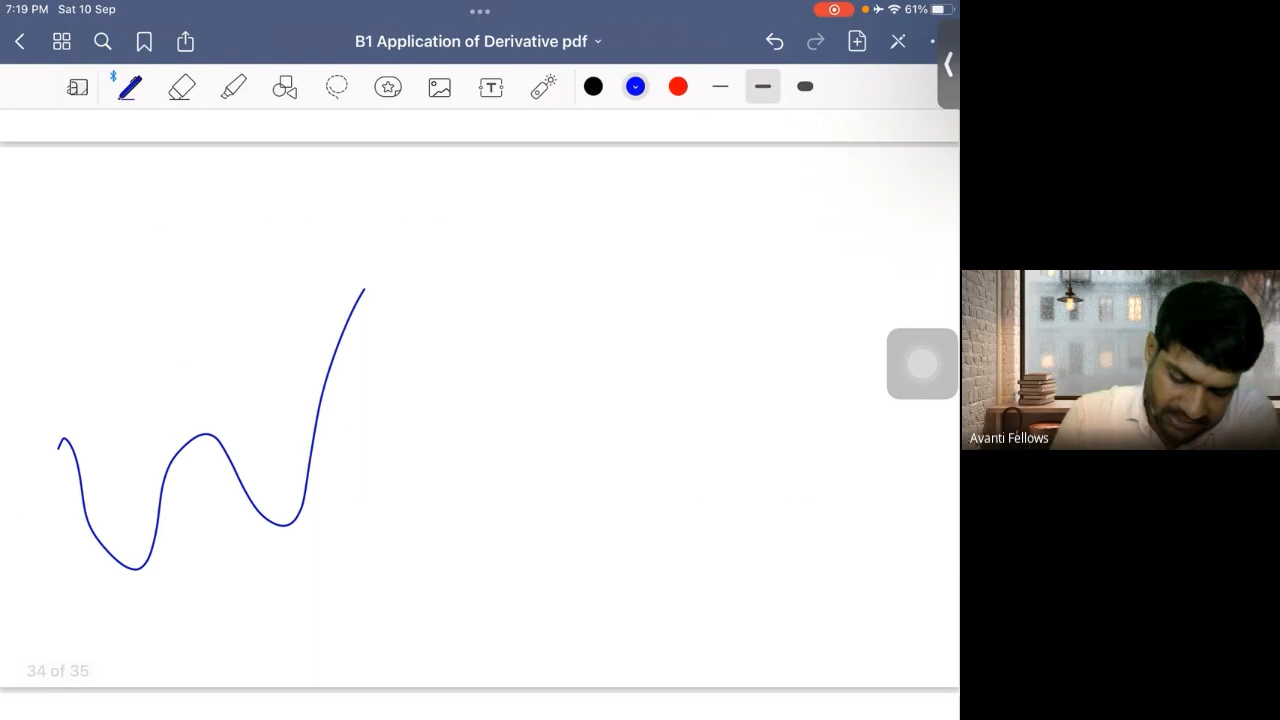 7:19 PM Sat 10 Sep
61%
B1 Application of Derivative pdf
T
Avanti Fellows
34 of 35